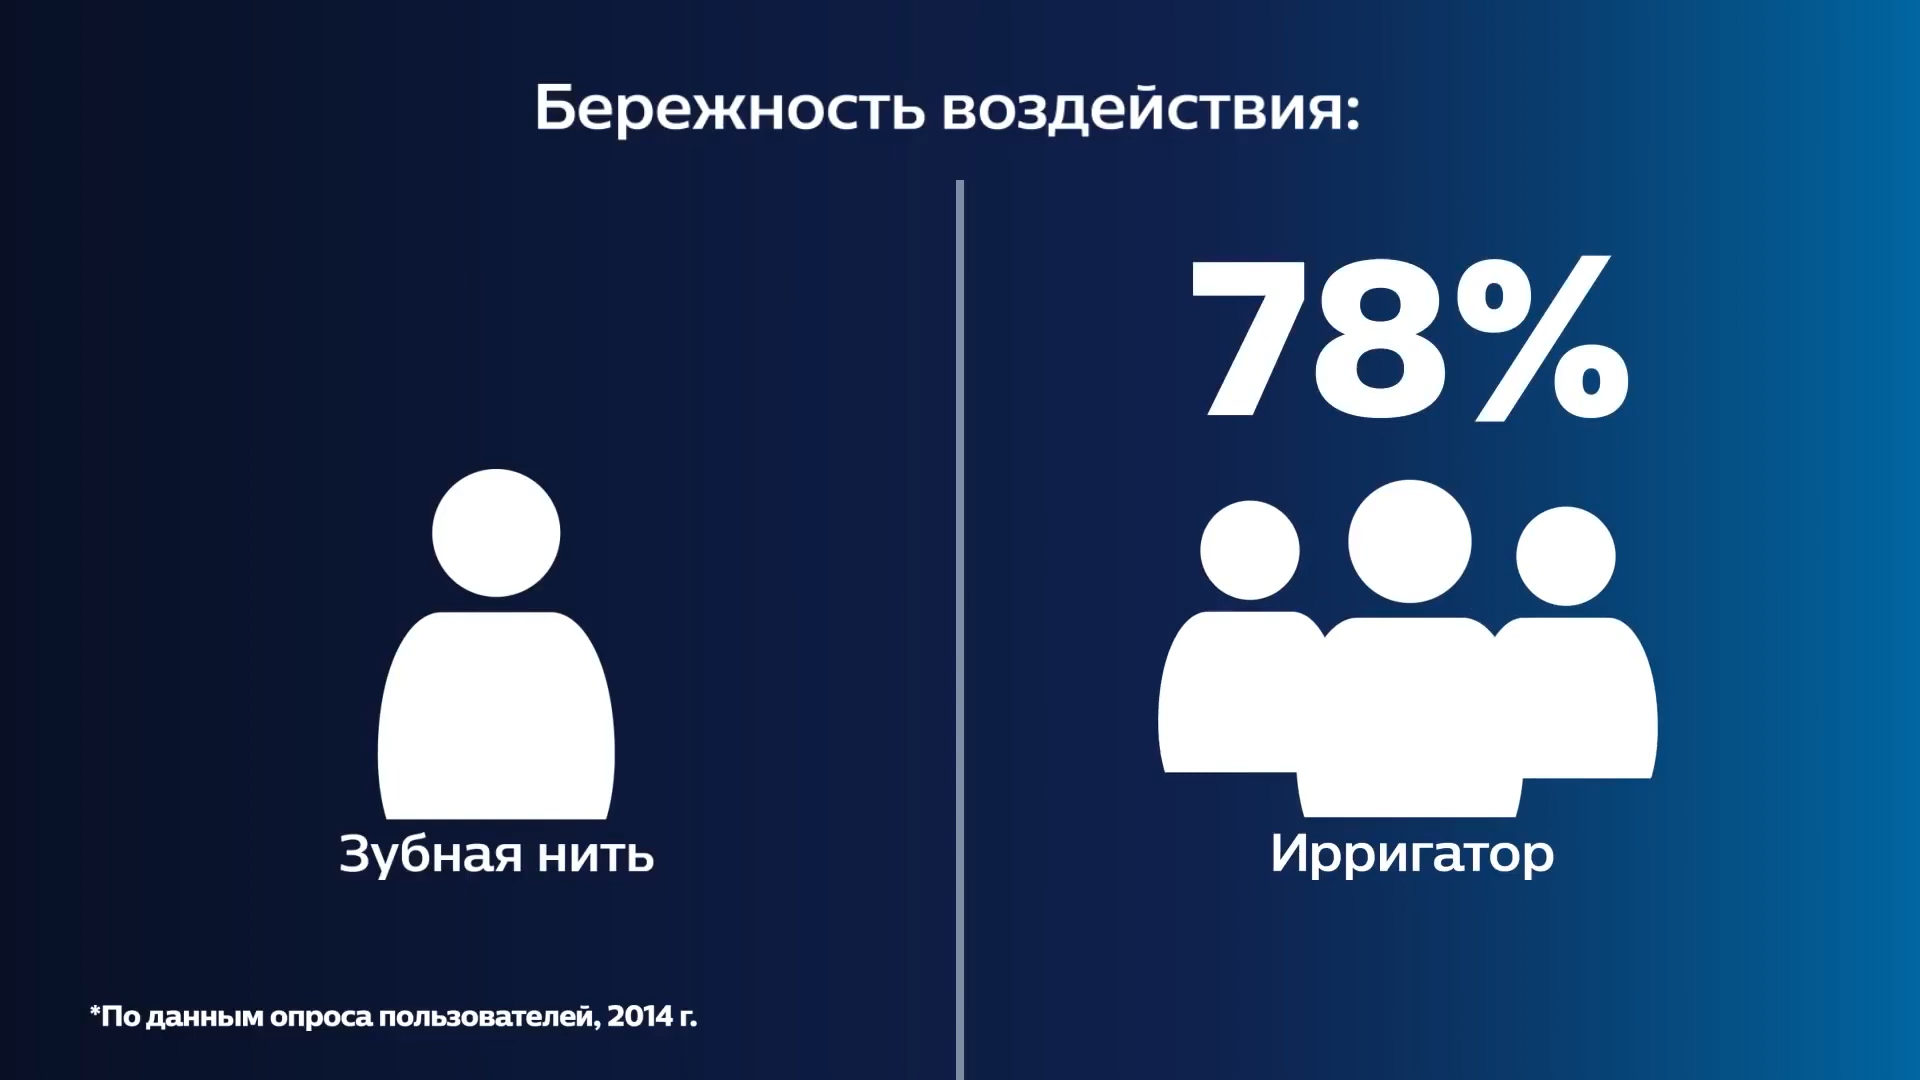 Бережность воздействия:
78%
Зубная нить
Ирригатор
*По данным опроса пользователей, 2014 г.